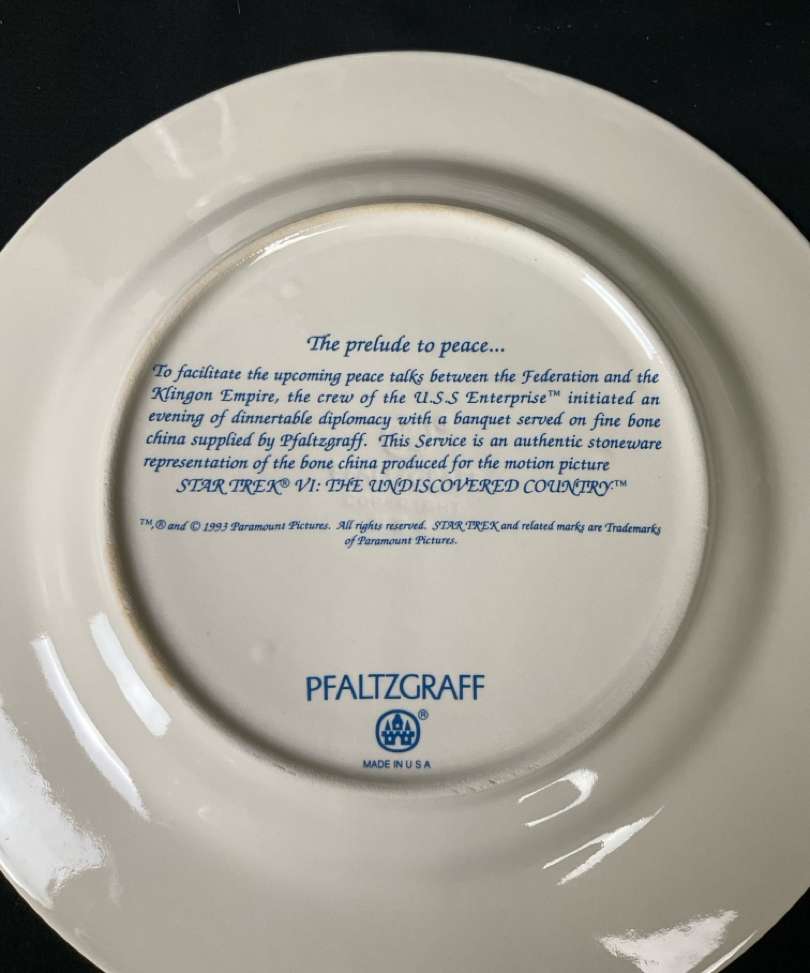 The prelude to peace...
To facilitate the upcoming peace talks between the Federation and the
Klingon Empire, the crew of the U.S.S Enterprise™ initiated an
evening of dinnertable diplomacy with a banquet served on fine bone
china supplied by Pfaltzgraff. This Service is an authentic stoneware
representation of the bone china produced for the motion picture
STAR TREK® VI: THE UNDISCOVERED COUNTRY.™
™,® and © 1993 Paramount Pictures. All rights reserved. STAR TREK and related marks are Trademarks
of Paramount Pictures.
PFALTZGRAFF
®
MADE IN U S A